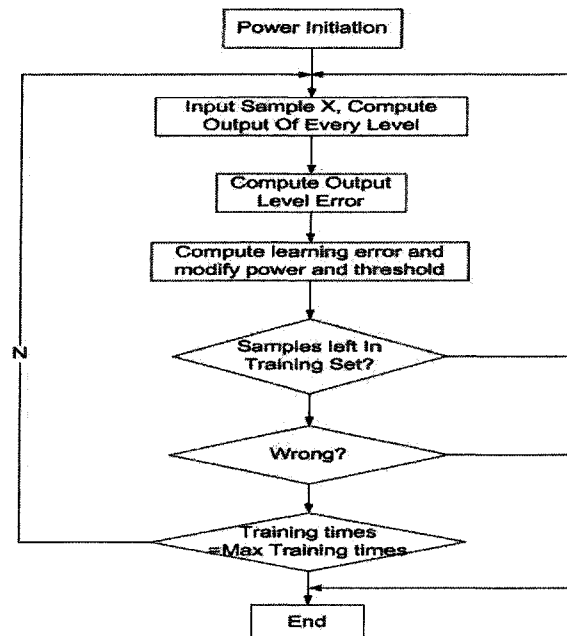 Power Initiation
Input Sample X, Compute
Output Of Every Level
Compute Output
Level Error
Compute learning error and
modify power and threshold
Samples left In
Training Set?
N
Wrong?
Training times
=Max Training times
End